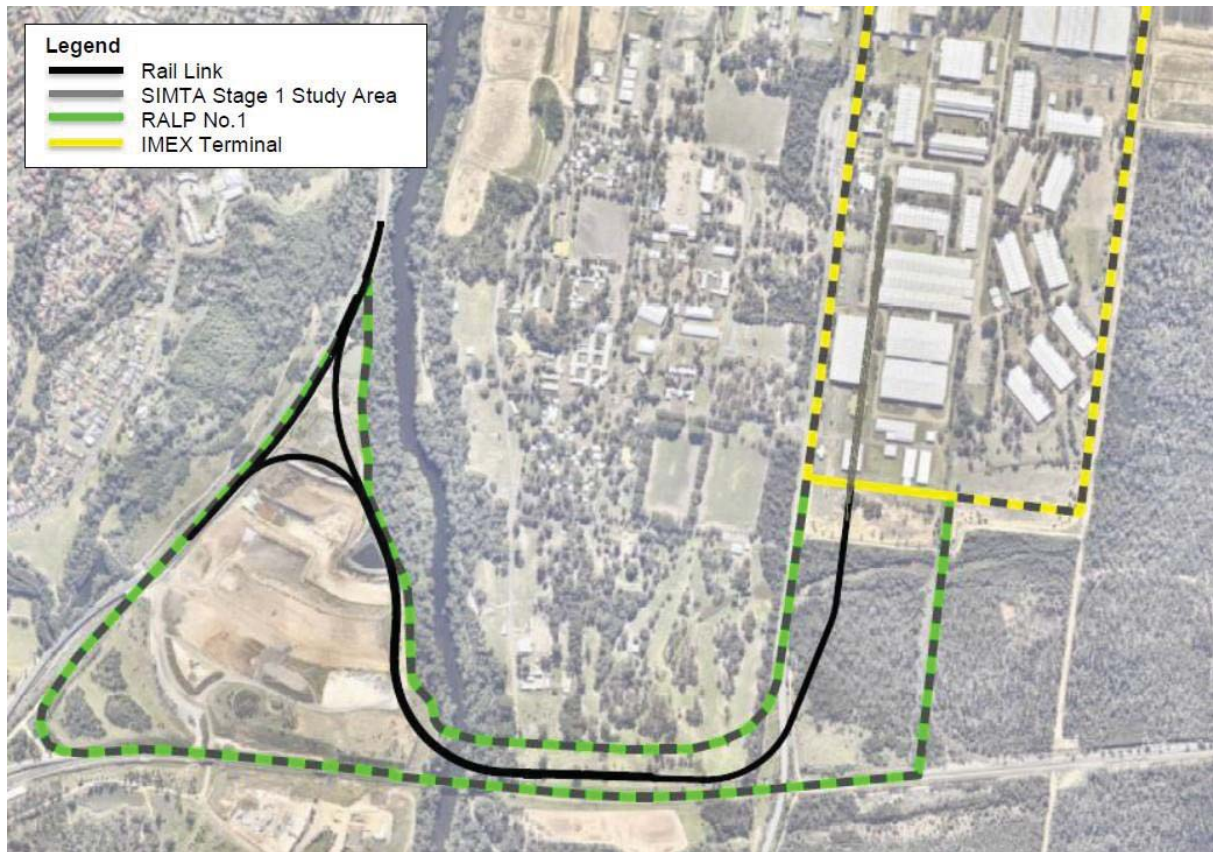 Legend
Rail Link
SIMTA Stage 1 Study Area
RALP No.1
IMEX Terminal